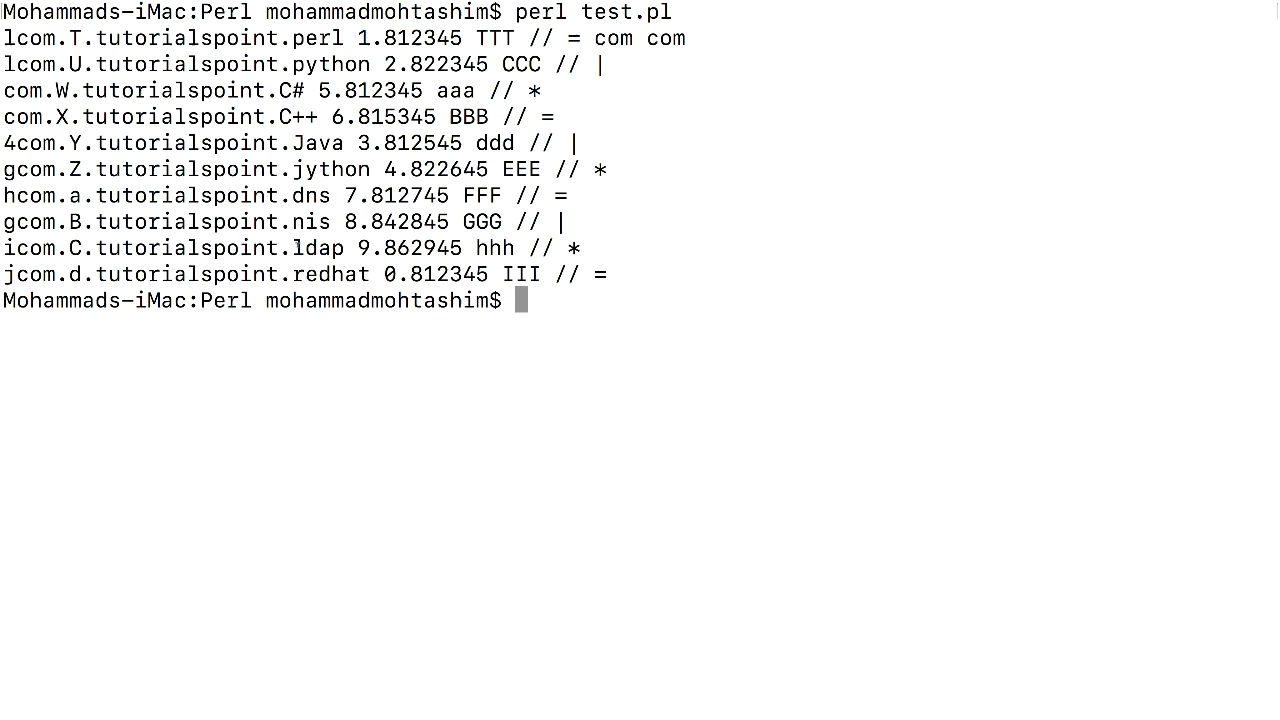 Mohammads-iMac:Perl mohammadmohtashim$ perl test.pl
lcom.T.tutorialspoint.perl 1.812345 TTT // = com com
lcom.U.tutorialspoint.python 2.822345 CCC // |
com.W.tutorialspoint.C# 5.812345 aaa // *
com.X.tutorialspoint.C++ 6.815345 BBB // =
4com.Y.tutorialspoint.Java 3.812545 ddd // |
gcom.Z.tutorialspoint.jython 4.822645 EEE // *
hcom.a.tutorialspoint.dns 7.812745 FFF // =
gcom.B.tutorialspoint.nis 8.842845 GGG // |
icom.C.tutorialspoint.ldap 9.862945 hhh // *
jcom.d.tutorialspoint.redhat 0.812345 III // =
Mohammads-iMac:Perl mohammadmohtashim$